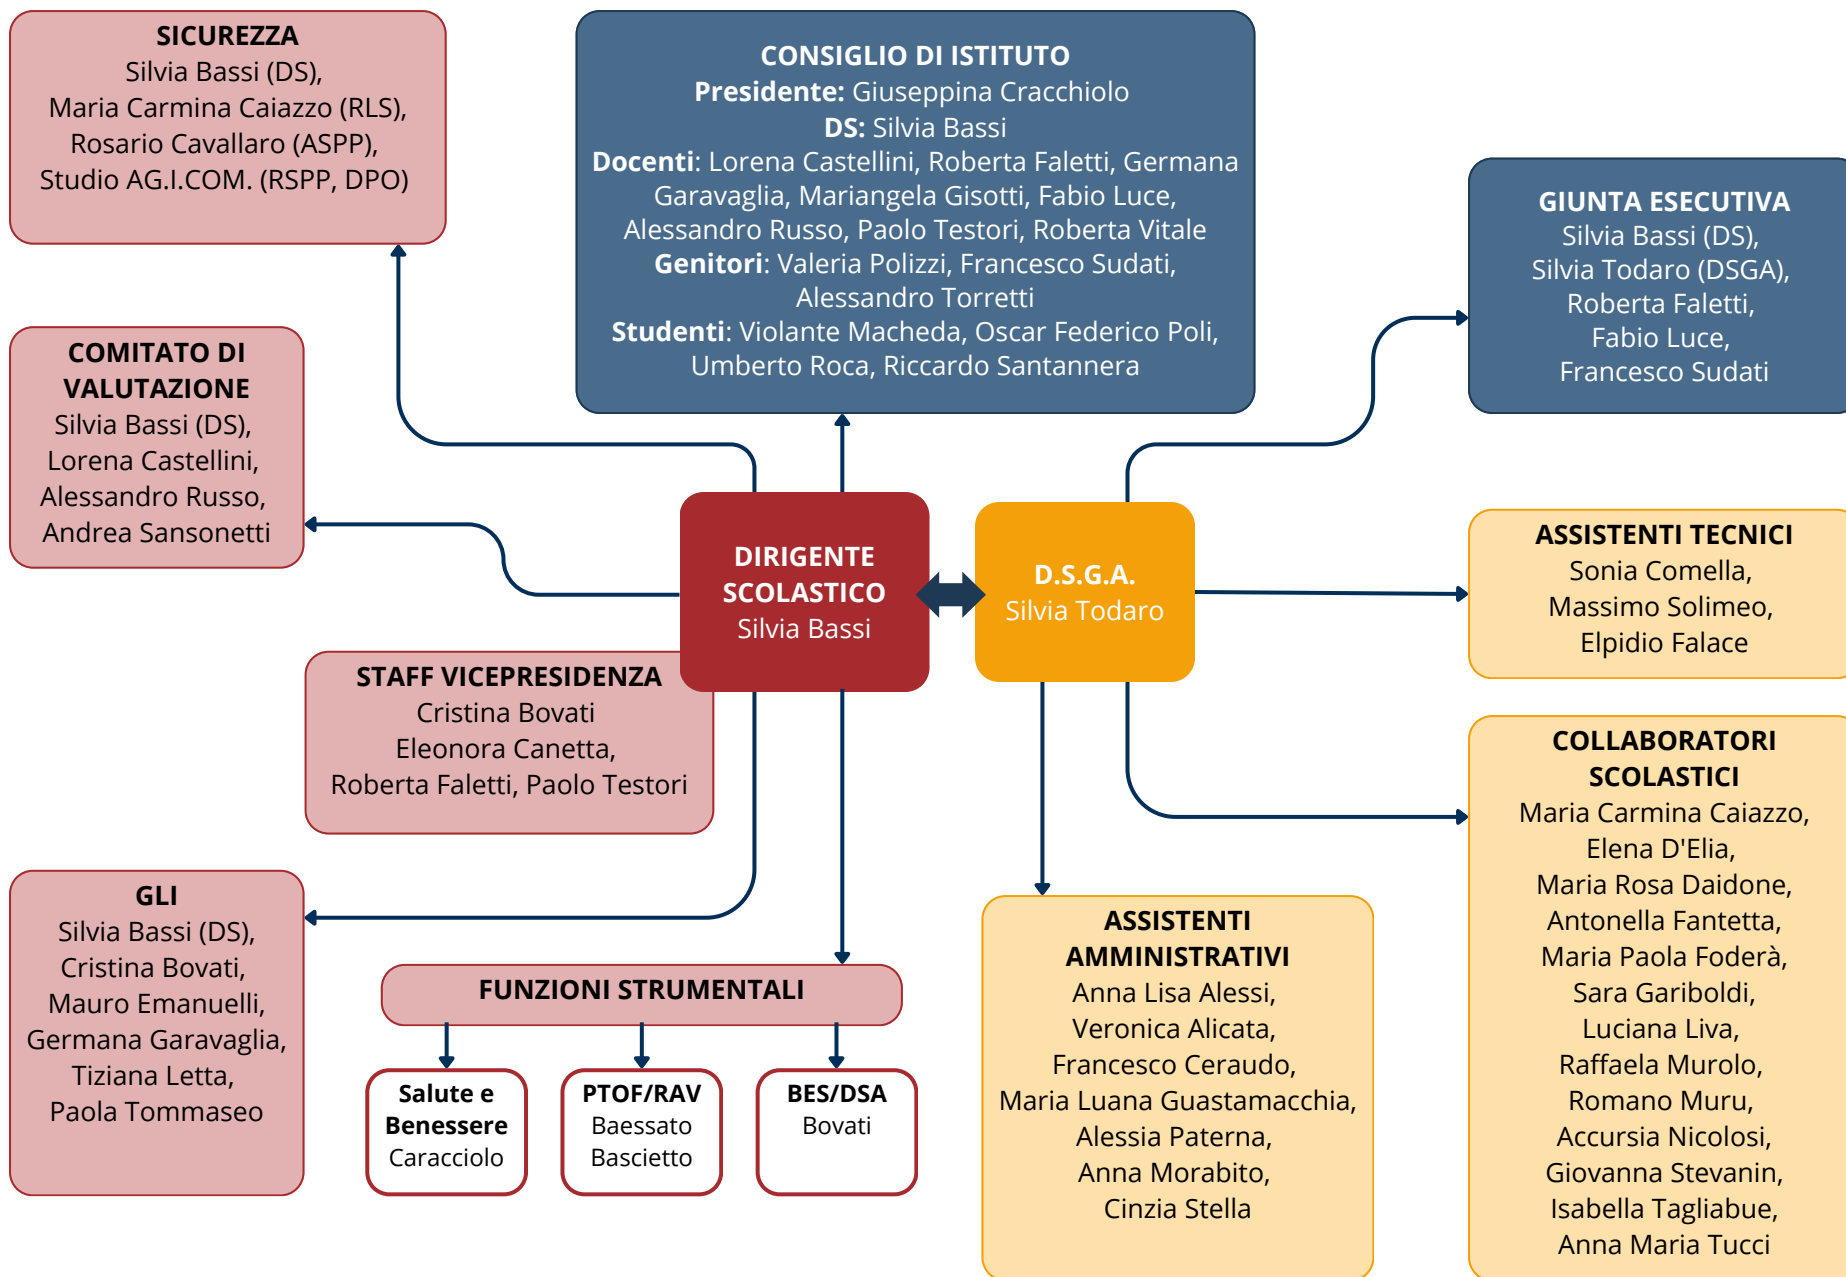 SICUREZZA
Silvia Bassi (DS),
Maria Carmina Caiazzo (RLS),
Rosario Cavallaro (ASPP),
Studio AG.I.COM. (RSPP, DPO)
CONSIGLIO DI ISTITUTO
Presidente: Giuseppina Cracchiolo
DS: Silvia Bassi
Docenti: Lorena Castellini, Roberta Faletti, Germana
Garavaglia, Mariangela Gisotti, Fabio Luce,
Alessandro Russo, Paolo Testori, Roberta Vitale
Genitori: Valeria Polizzi, Francesco Sudati,
Alessandro Torretti
Studenti: Violante Macheda, Oscar Federico Poli,
Umberto Roca, Riccardo Santannera
GIUNTA ESECUTIVA
Silvia Bassi (DS),
Silvia Todaro (DSGA),
Roberta Faletti,
Fabio Luce,
Francesco Sudati
COMITATO DI
VALUTAZIONE
Silvia Bassi (DS),
Lorena Castellini,
Alessandro Russo,
Andrea Sansonetti
DIRIGENTE
SCOLASTICO
Silvia Bassi
D.S.G.A.
Silvia Todaro
ASSISTENTI TECNICI
Sonia Comella,
Massimo Solimeo,
Elpidio Falace
STAFF VICEPRESIDENZA
Cristina Bovati
Eleonora Canetta,
Roberta Faletti, Paolo Testori
COLLABORATORI
SCOLASTICI
Maria Carmina Caiazzo,
Elena D'Elia,
Maria Rosa Daidone,
Antonella Fantetta,
Maria Paola Foderà,
Sara Gariboldi,
Luciana Liva,
Raffaela Murolo,
Romano Muru,
Accursia Nicolosi,
Giovanna Stevanin,
Isabella Tagliabue,
Anna Maria Tucci
GLI
Silvia Bassi (DS),
Cristina Bovati,
Mauro Emanuelli,
Germana Garavaglia,
Tiziana Letta,
Paola Tommaseo
FUNZIONI STRUMENTALI
Salute e
Benessere
Caracciolo
PTOF/RAV
Baessato
Bascietto
BES/DSA
Bovati
ASSISTENTI
AMMINISTRATIVI
Anna Lisa Alessi,
Veronica Alicata,
Francesco Ceraudo,
Maria Luana Guastamacchia,
Alessia Paterna,
Anna Morabito,
Cinzia Stella